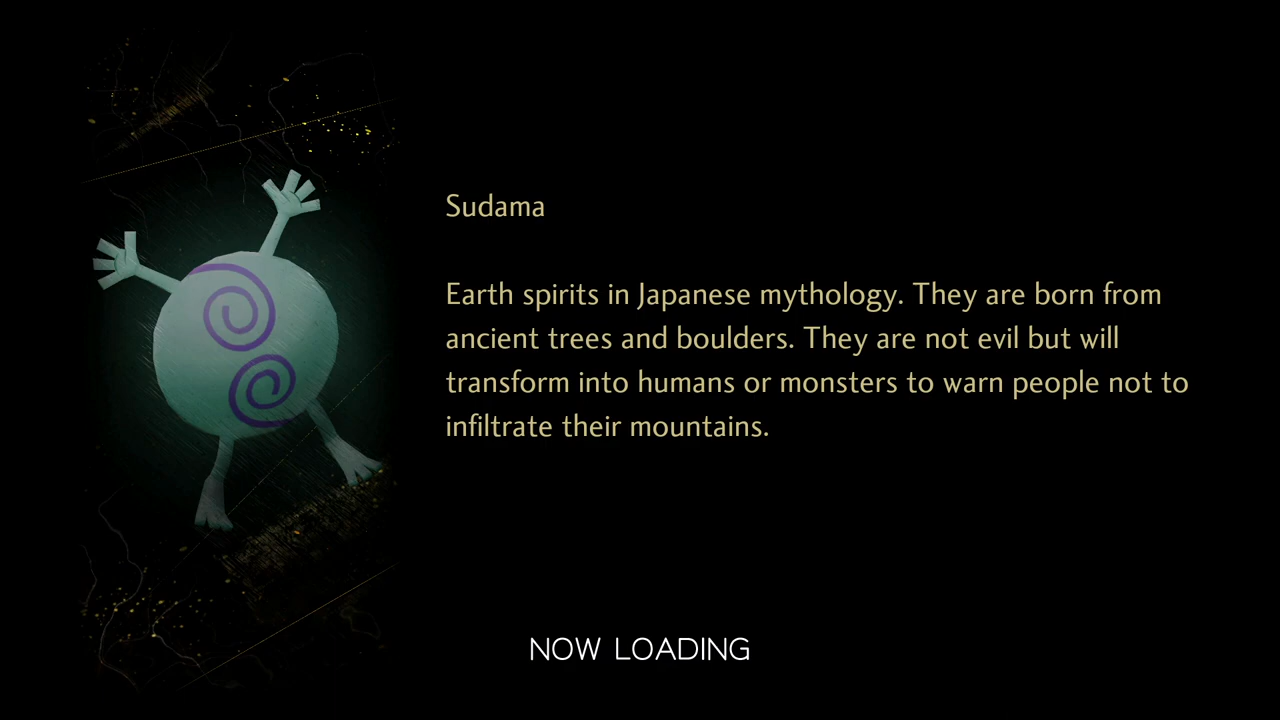 Sudama
Earth spirits in Japanese mythology. They are born from
ancient trees and boulders. They are not evil but will
transform into humans or monsters to warn people not to
infiltrate their mountains.
NOW LOADING